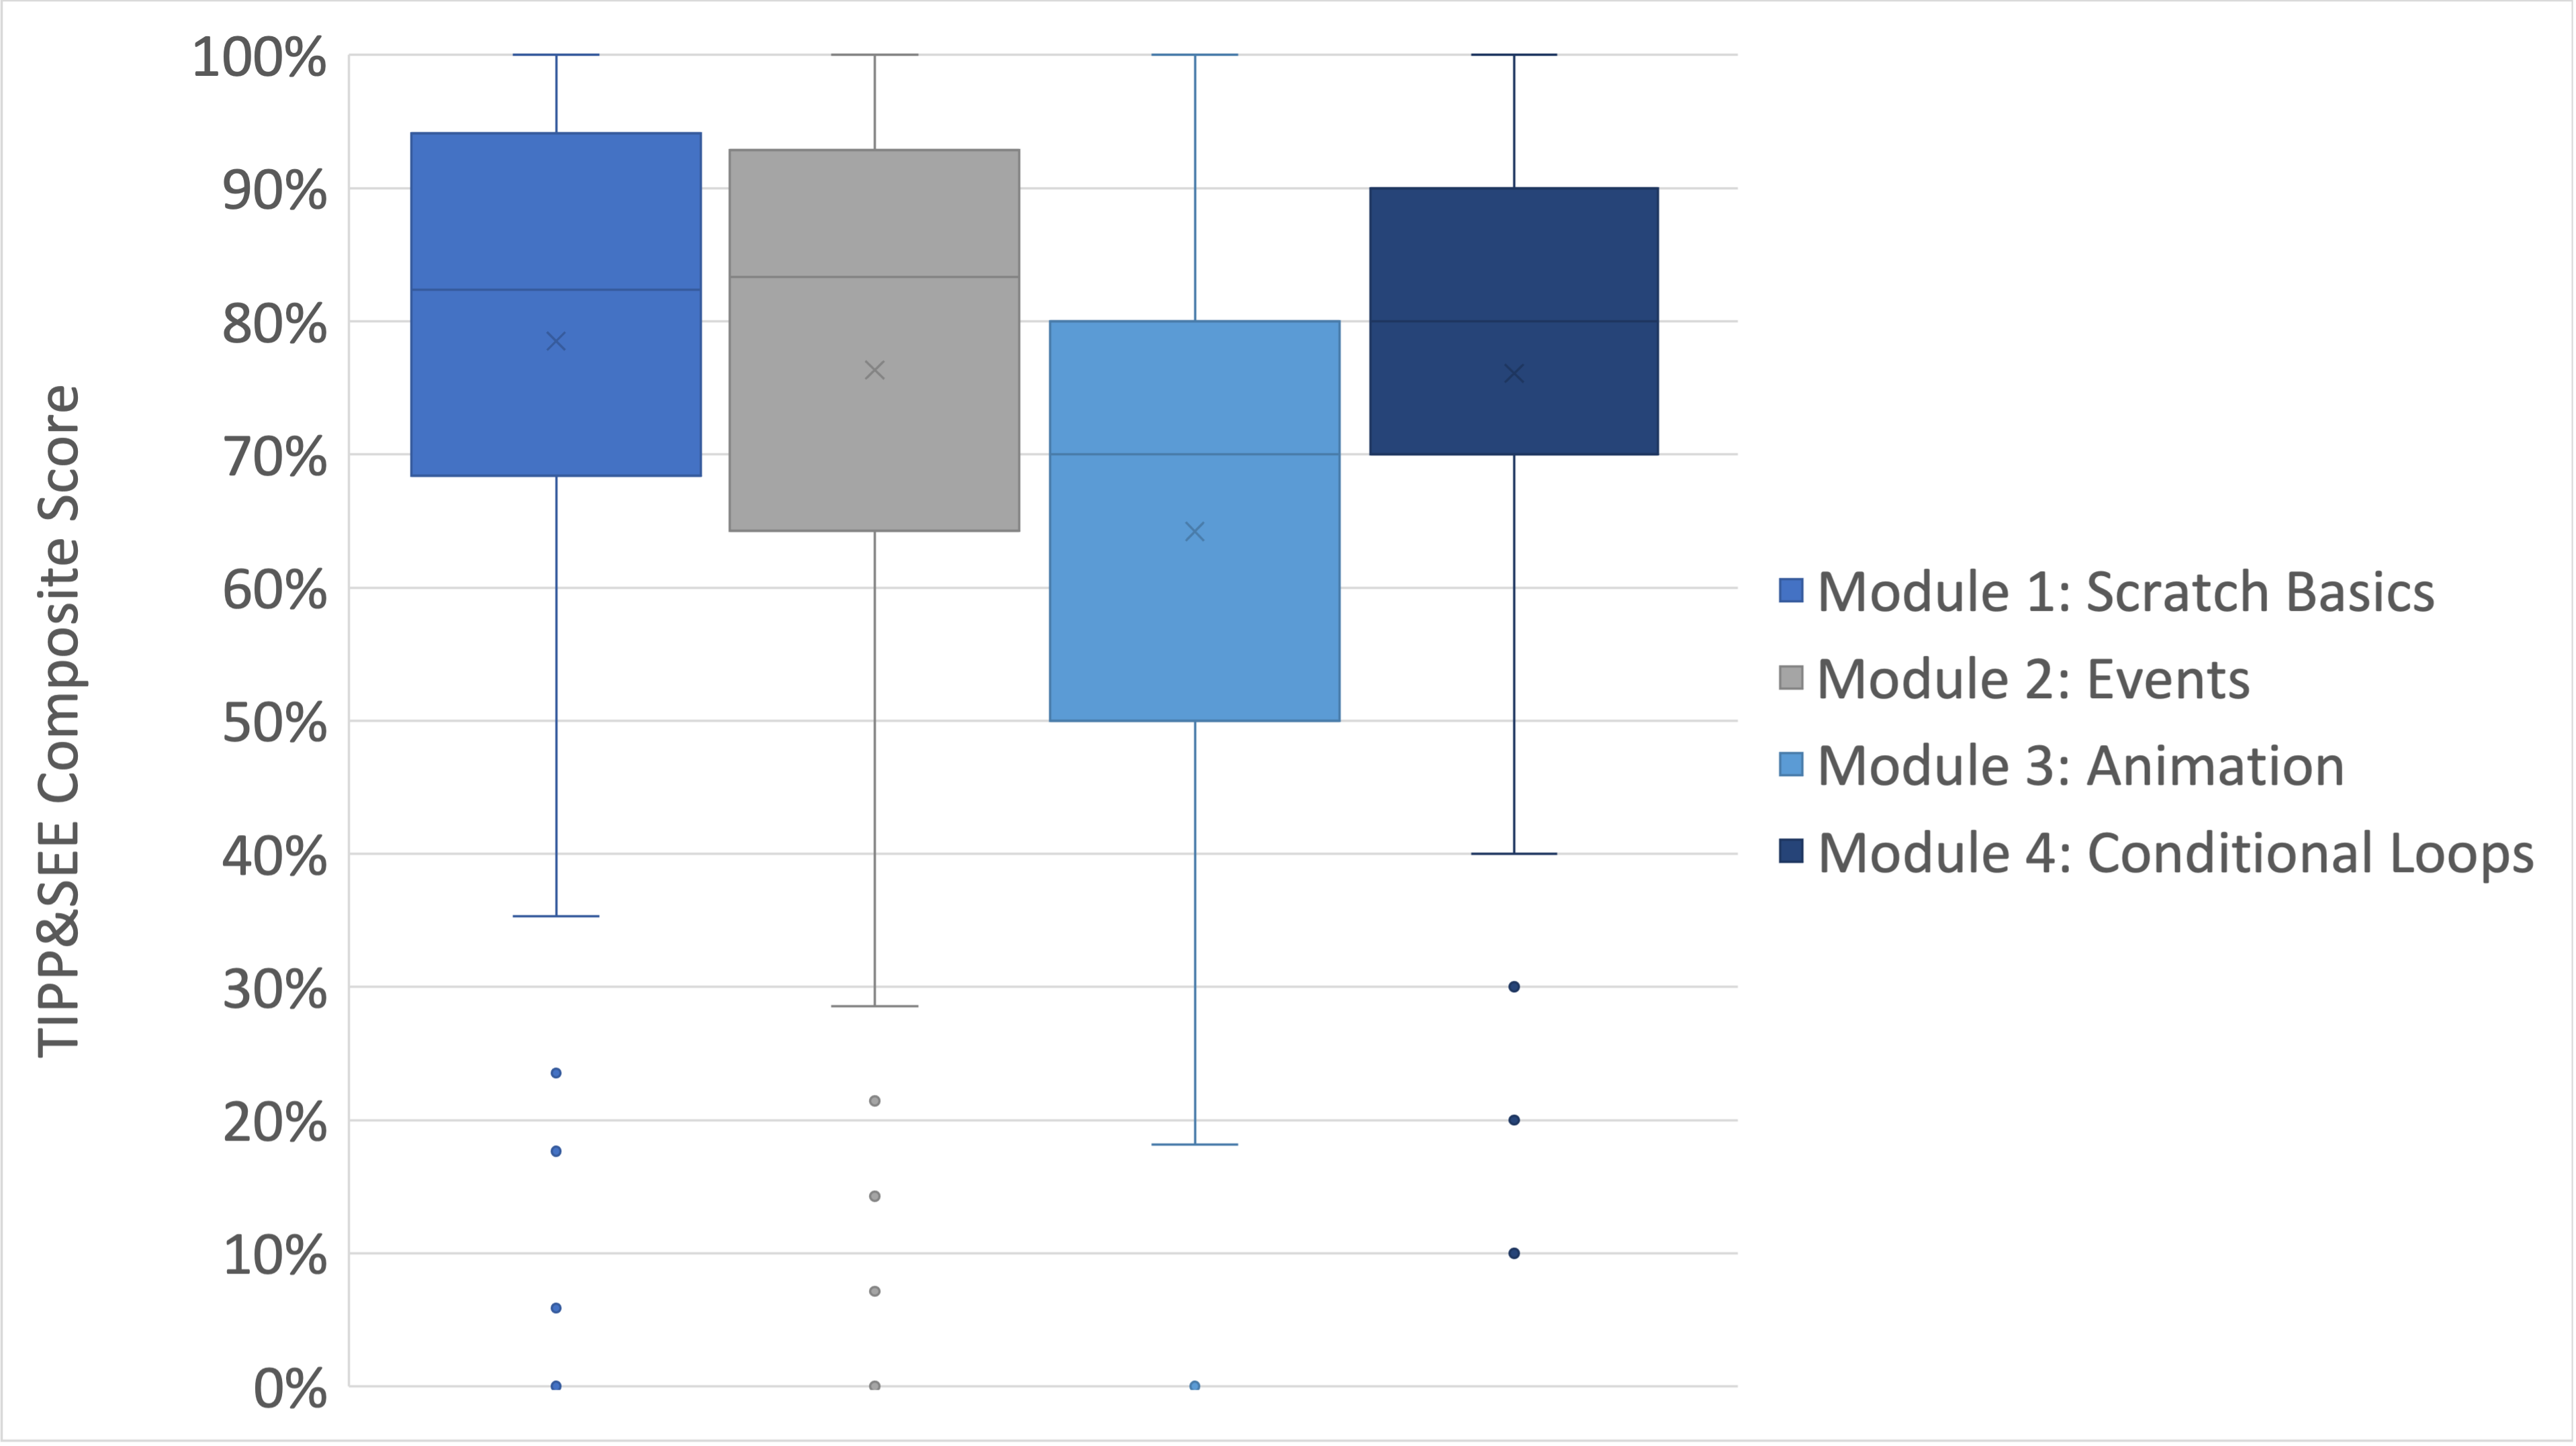 TIPP&SEE Composite Score
100%
90%
80%
70%
60%
50%
40%
30%
20%
10%
0%
Module 1: Scratch Basics
Module 2: Events
Module 3: Animation
Module 4: Conditional Loops